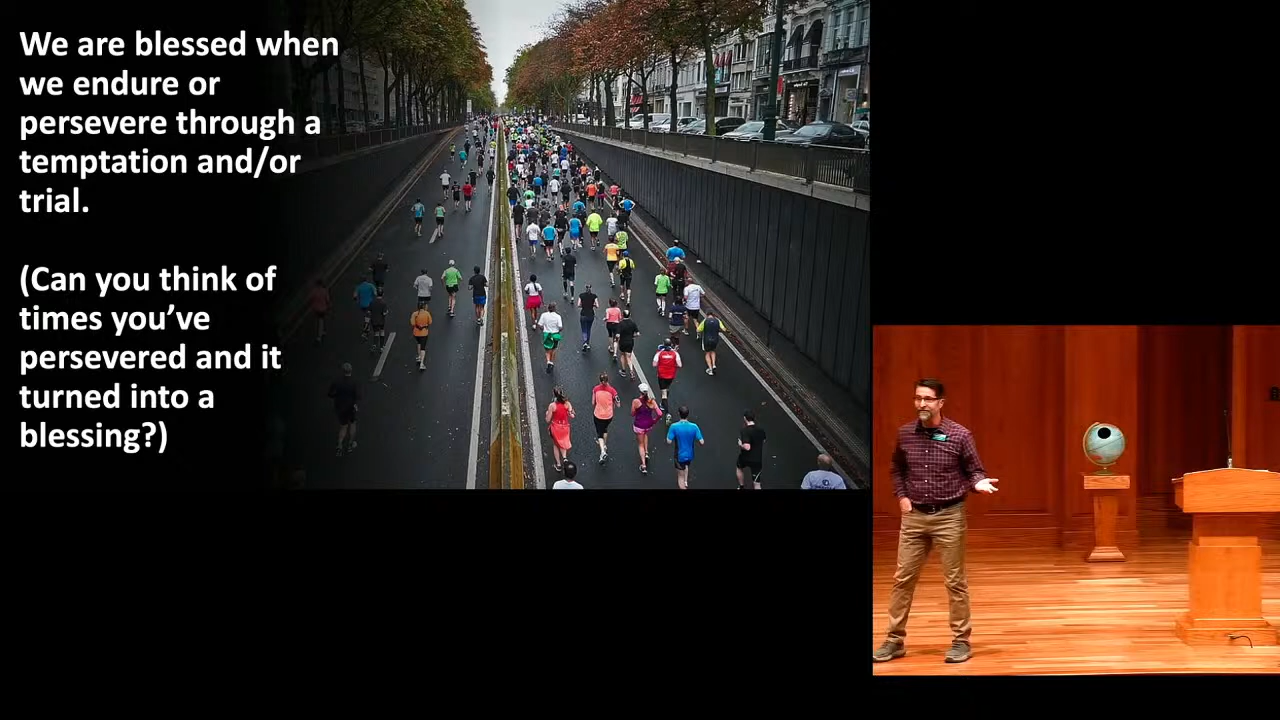 We are blessed when
we endure or
persevere through a
temptation and/or
trial.
(Can you think of
times you’ve
persevered and it
turned into a
blessing?)